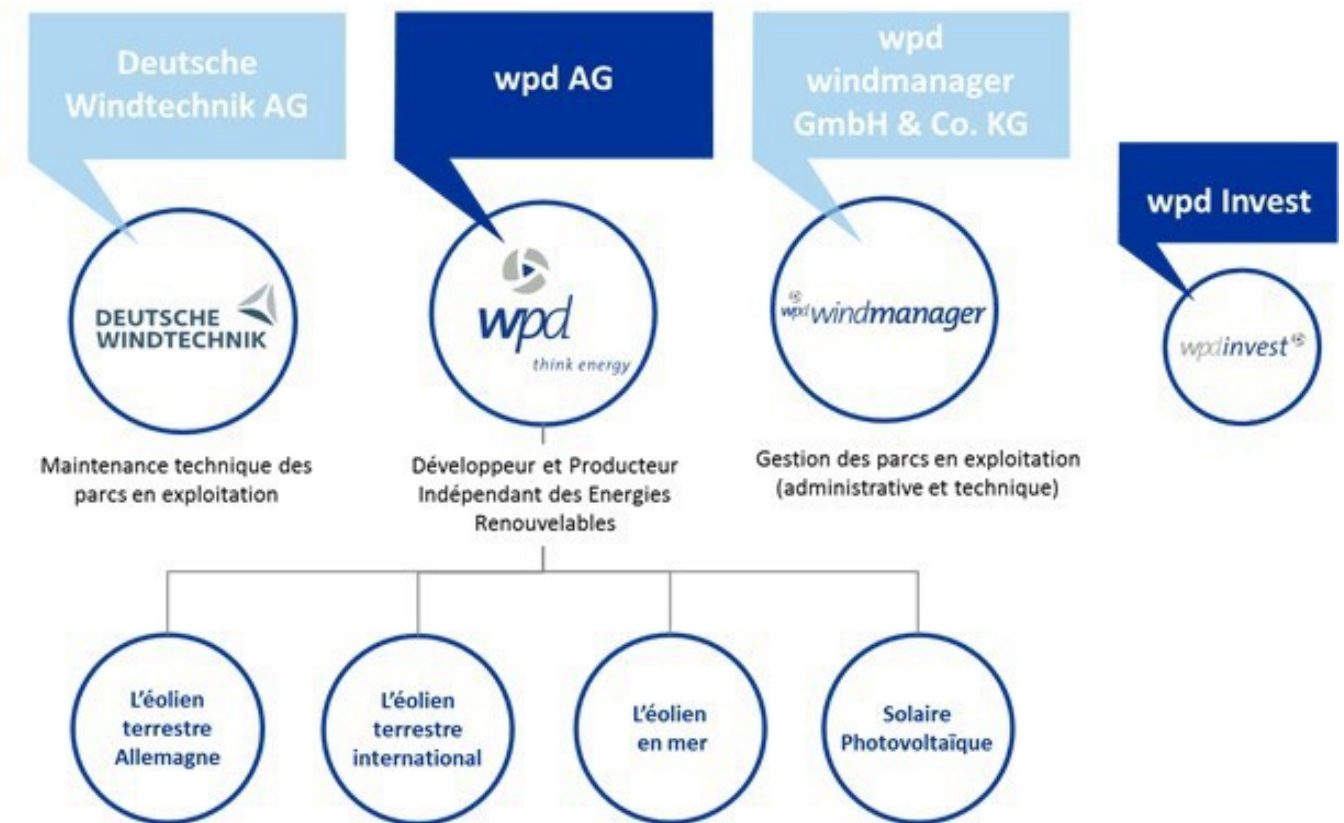 Deutsche
Windtechnik AG
wpd AG
wpd
windmanager
GmbH & Co. KG
wpd Invest
DEUTSCHE
WINDTECHNIK
wpd
think energy
wpd windmanager
wpdinvest
Maintenance technique des
parcs en exploitation
Développeur et Producteur
Indépendant des Energies
Renouvelables
Gestion des parcs en exploitation
(administrative et technique)
L'éolien
terrestre
Allemagne
L'éolien
terrestre
international
L'éolien
en mer
Solaire
Photovoltaïque